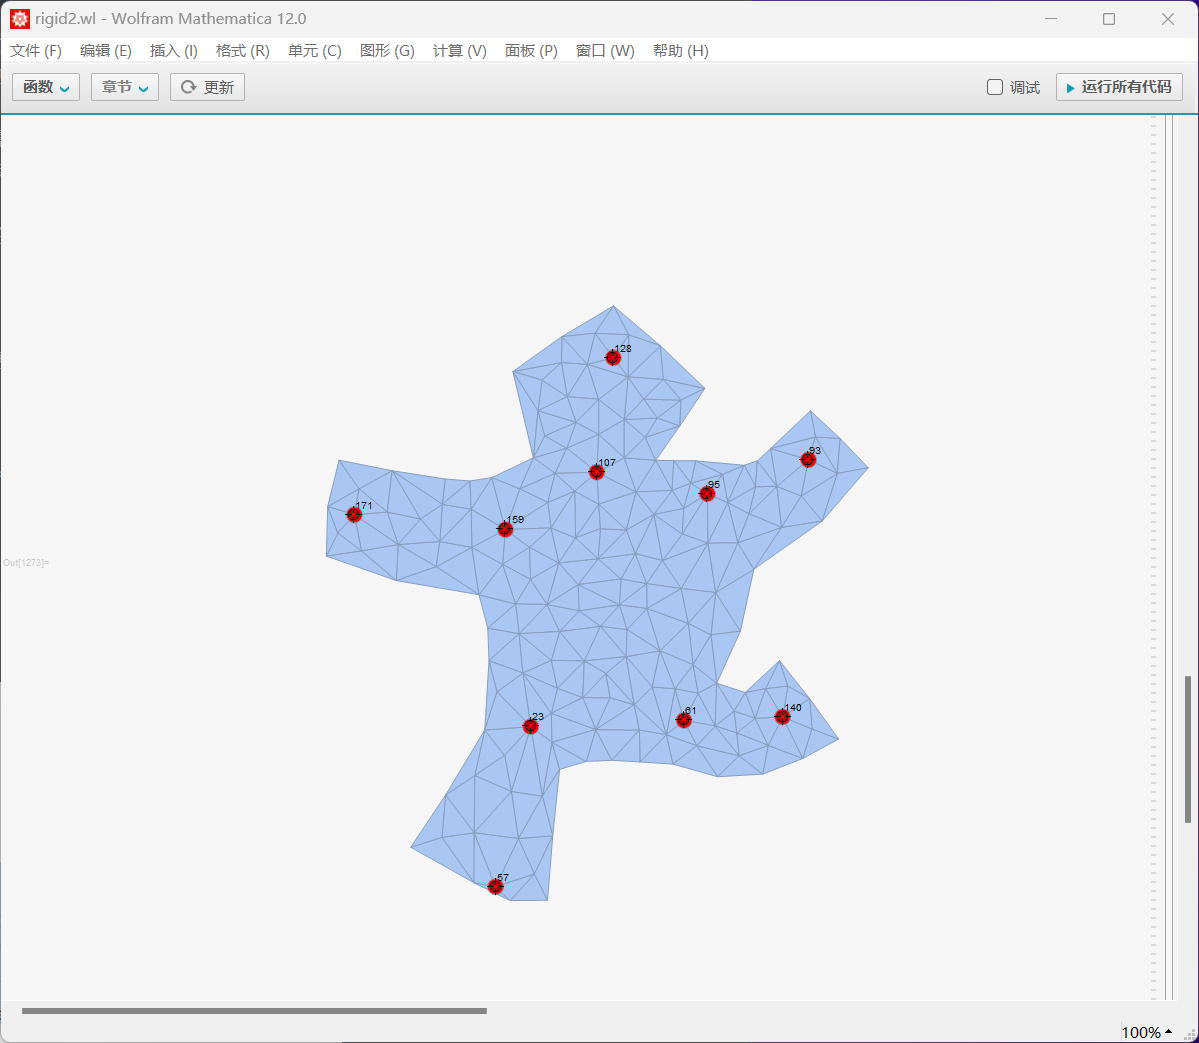 rigid2.wl - Wolfram Mathematica 12.0
文件 (F) 编辑 (E) 插入 (I) 格式 (R) 单元 (C) 图形 (G) 计算 (V) 面板 (P) 窗口 (W) 帮助 (H)
函数 章节 更新 调试 运行所有代码
128
93
107
95
171
159
Out[1273]=
140
61
23
57
100%